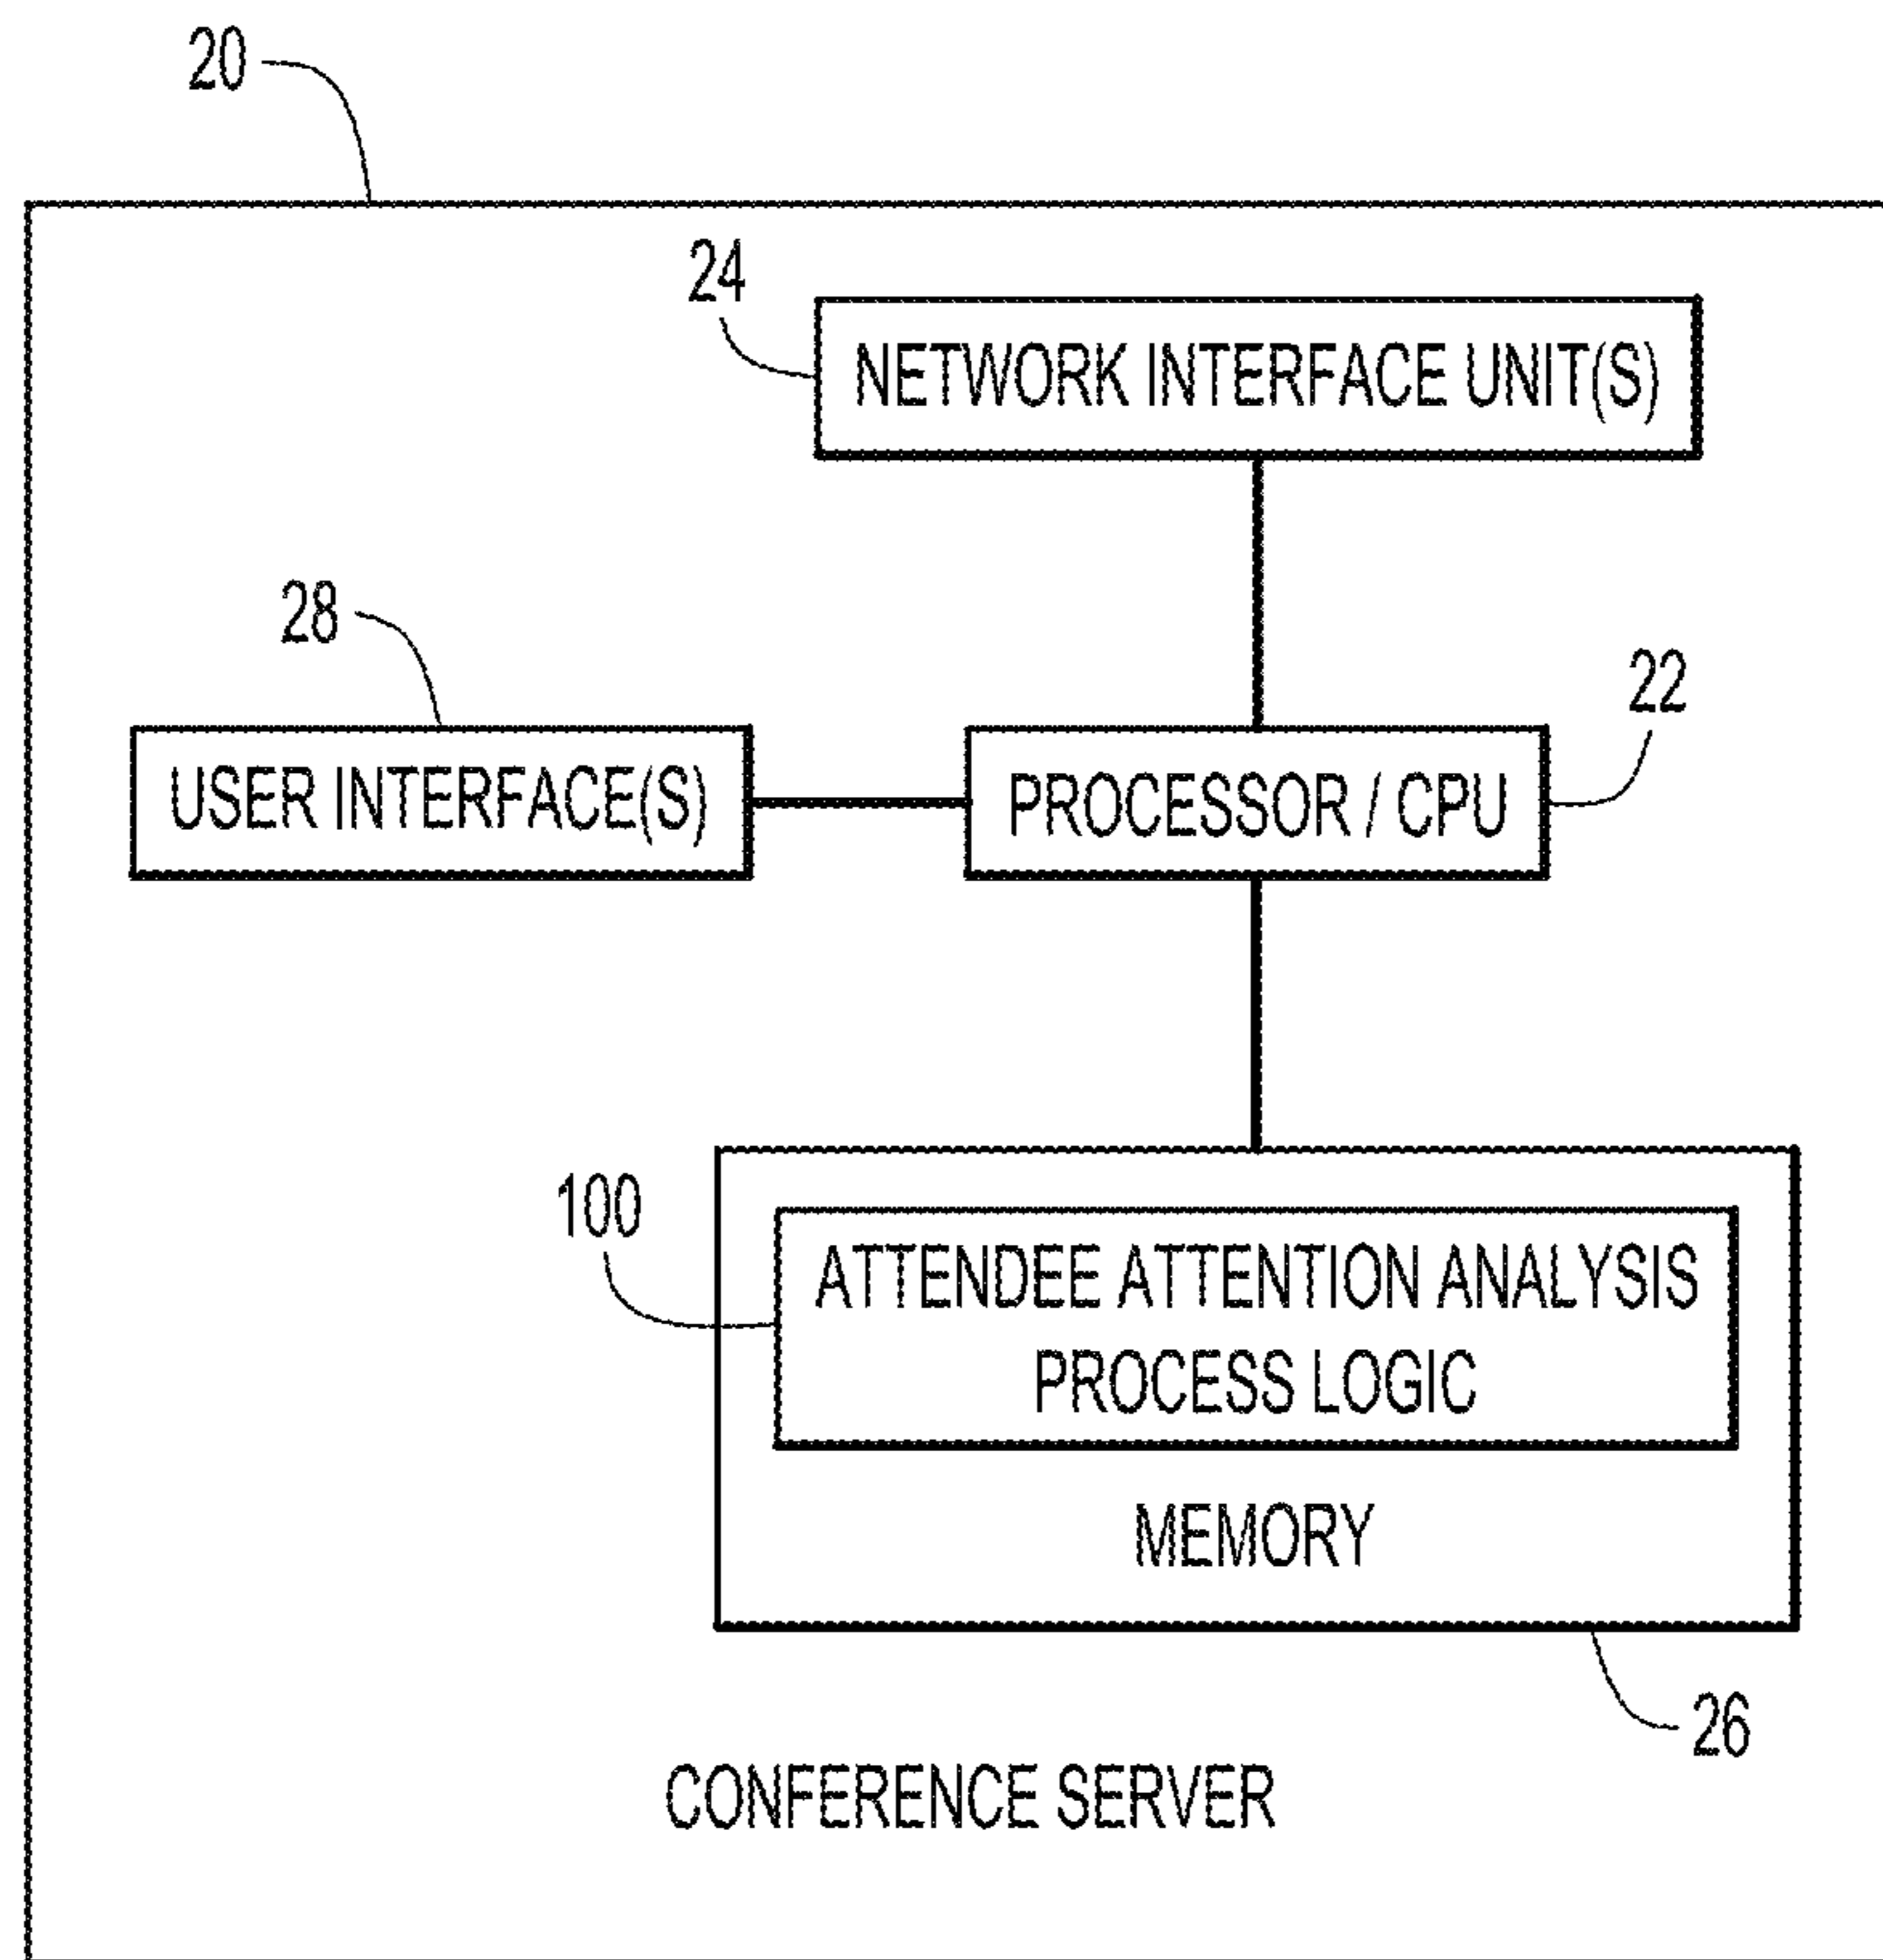 20
24
NETWORK INTERFACE UNIT(S)
28
22
USER INTERFACE(S)
PROCESSOR / CPU
100
ATTENDEE ATTENTION ANALYSIS
PROCESS LOGIC
MEMORY
26
CONFERENCE SERVER